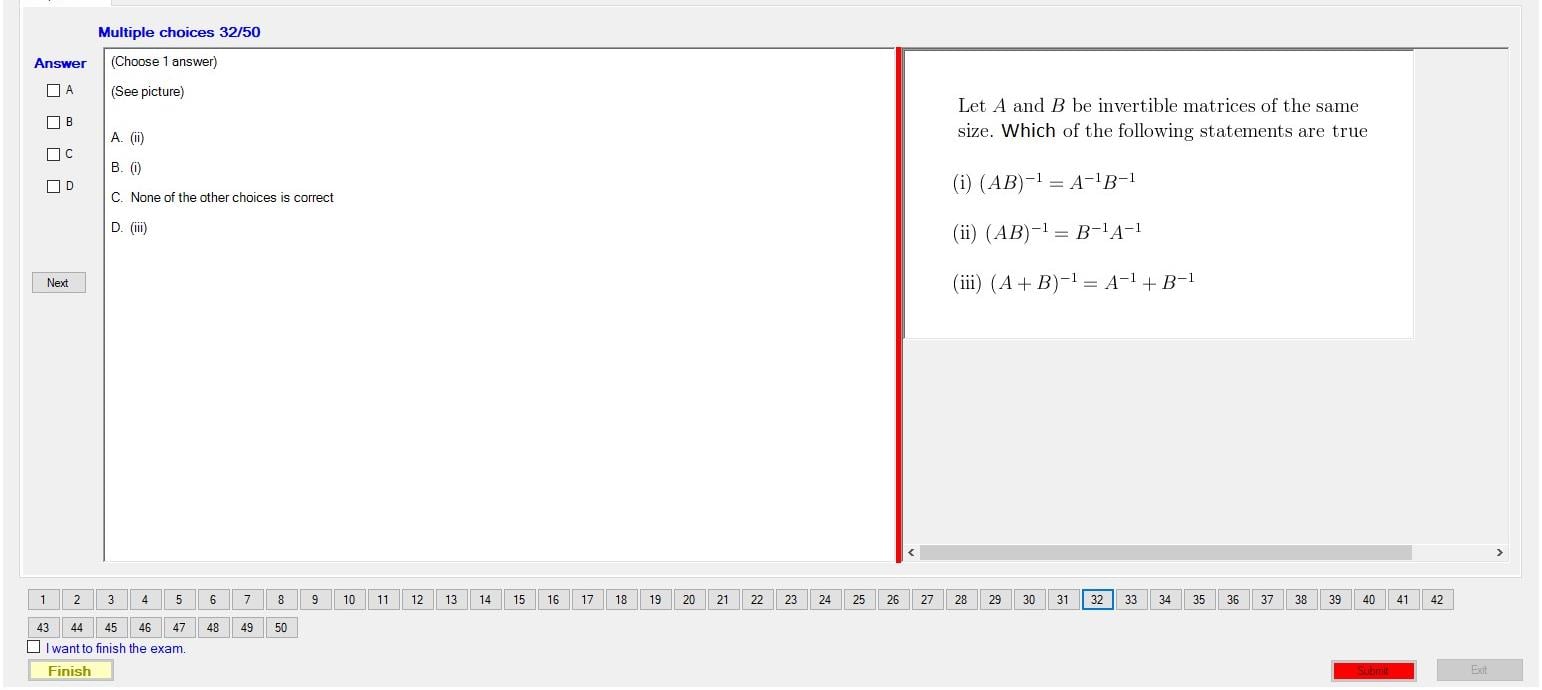 Multiple choices 32/50
Answer
A
B
C
D
Next
(Choose 1 answer)
(See picture)
A. (ii)
B. (i)
C. None of the other choices is correct
D. (iii)
Let A and B be invertible matrices of the same
size. Which of the following statements are true
(i) (AB)⁻¹ = A⁻¹B⁻¹
(ii) (AB)⁻¹ = B⁻¹A⁻¹
(iii) (A + B)⁻¹ = A⁻¹ + B⁻¹
1 2 3 4 5 6 7 8 9 10 11 12 13 14 15 16 17 18 19 20 21 22 23 24 25 26 27 28 29 30 31 32 33 34 35 36 37 38 39 40 41 42
43 44 45 46 47 48 49 50
I want to finish the exam.
Finish
Submit
Exit